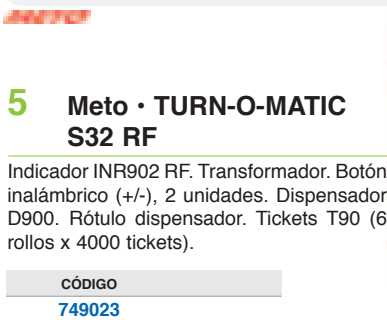 METO
5 Meto • TURN-O-MATIC
S32 RF
Indicador INR902 RF. Transformador. Botón
inalámbrico (+/-), 2 unidades. Dispensador
D900. Rótulo dispensador. Tickets T90 (6
rollos x 4000 tickets).
CÓDIGO
749023